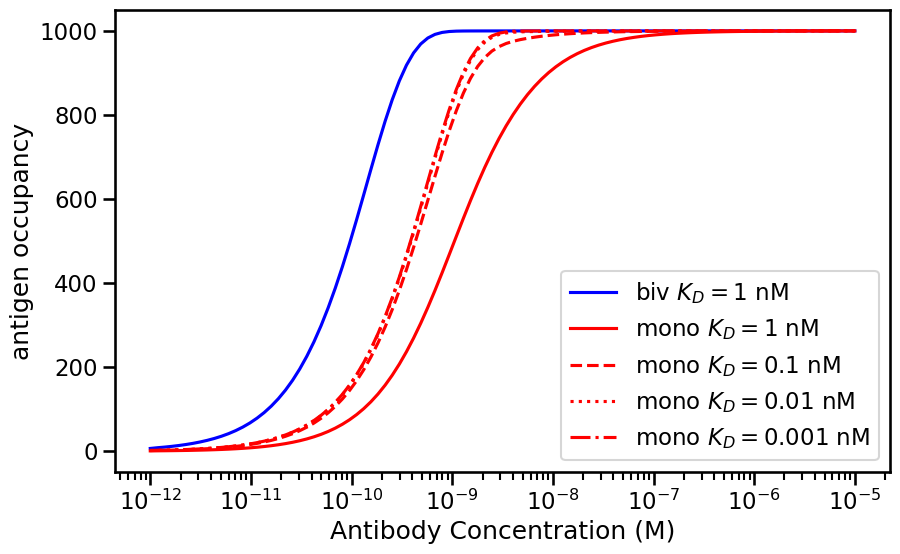 1000
800
600
400
200
0
antigen occupancy
biv $K_D = 1$ nM
mono $K_D = 1$ nM
mono $K_D = 0.1$ nM
mono $K_D = 0.01$ nM
mono $K_D = 0.001$ nM
$10^{-12}$ $10^{-11}$ $10^{-10}$ $10^{-9}$ $10^{-8}$ $10^{-7}$ $10^{-6}$ $10^{-5}$
Antibody Concentration (M)